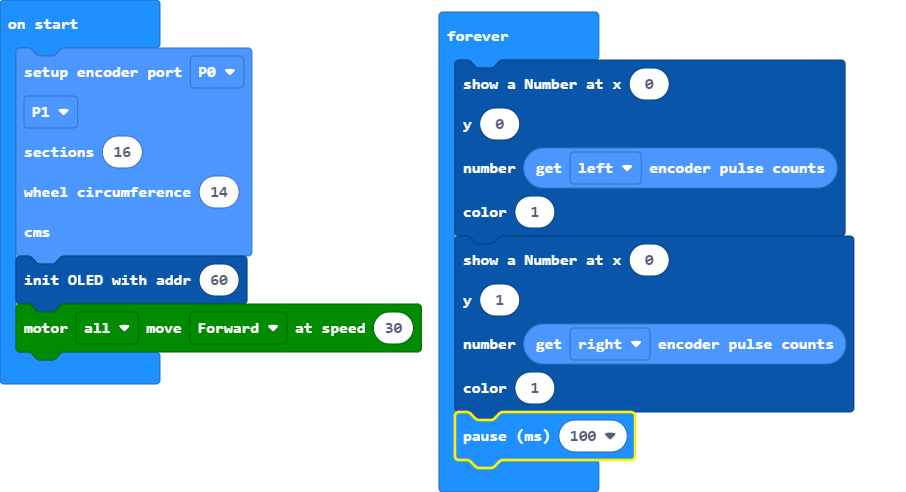 on start
setup encoder port P0
P1
sections 16
wheel circumference 14
cms
init OLED with addr 60
motor all move Forward at speed 30
forever
show a Number at x 0
y 0
number get left encoder pulse counts
color 1
show a Number at x 0
y 1
number get right encoder pulse counts
color 1
pause (ms) 100